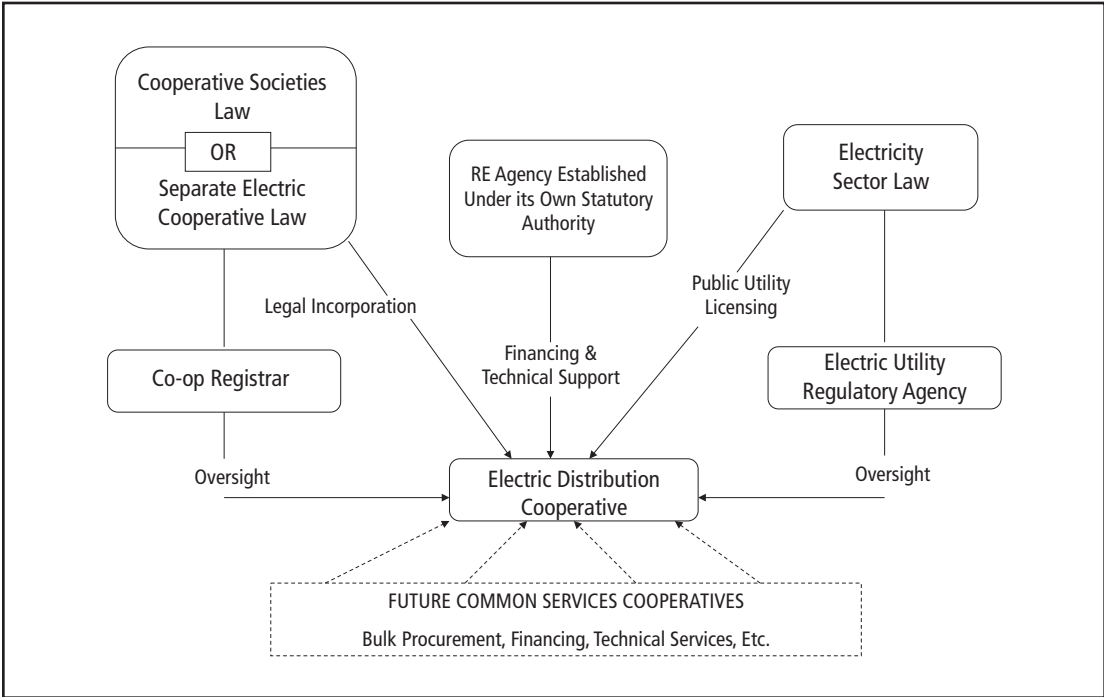 Cooperative Societies
Law
OR
Separate Electric
Cooperative Law
RE Agency Established
Under its Own Statutory
Authority
Electricity
Sector Law
Legal Incorporation
Public Utility
Licensing
Financing &
Technical Support
Co-op Registrar
Electric Utility
Regulatory Agency
Oversight
Oversight
Electric Distribution
Cooperative
FUTURE COMMON SERVICES COOPERATIVES
Bulk Procurement, Financing, Technical Services, Etc.